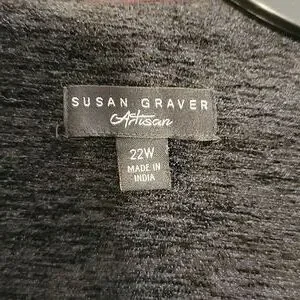 SUSAN GRAVER
Artisan
22W
MADE IN
INDIA